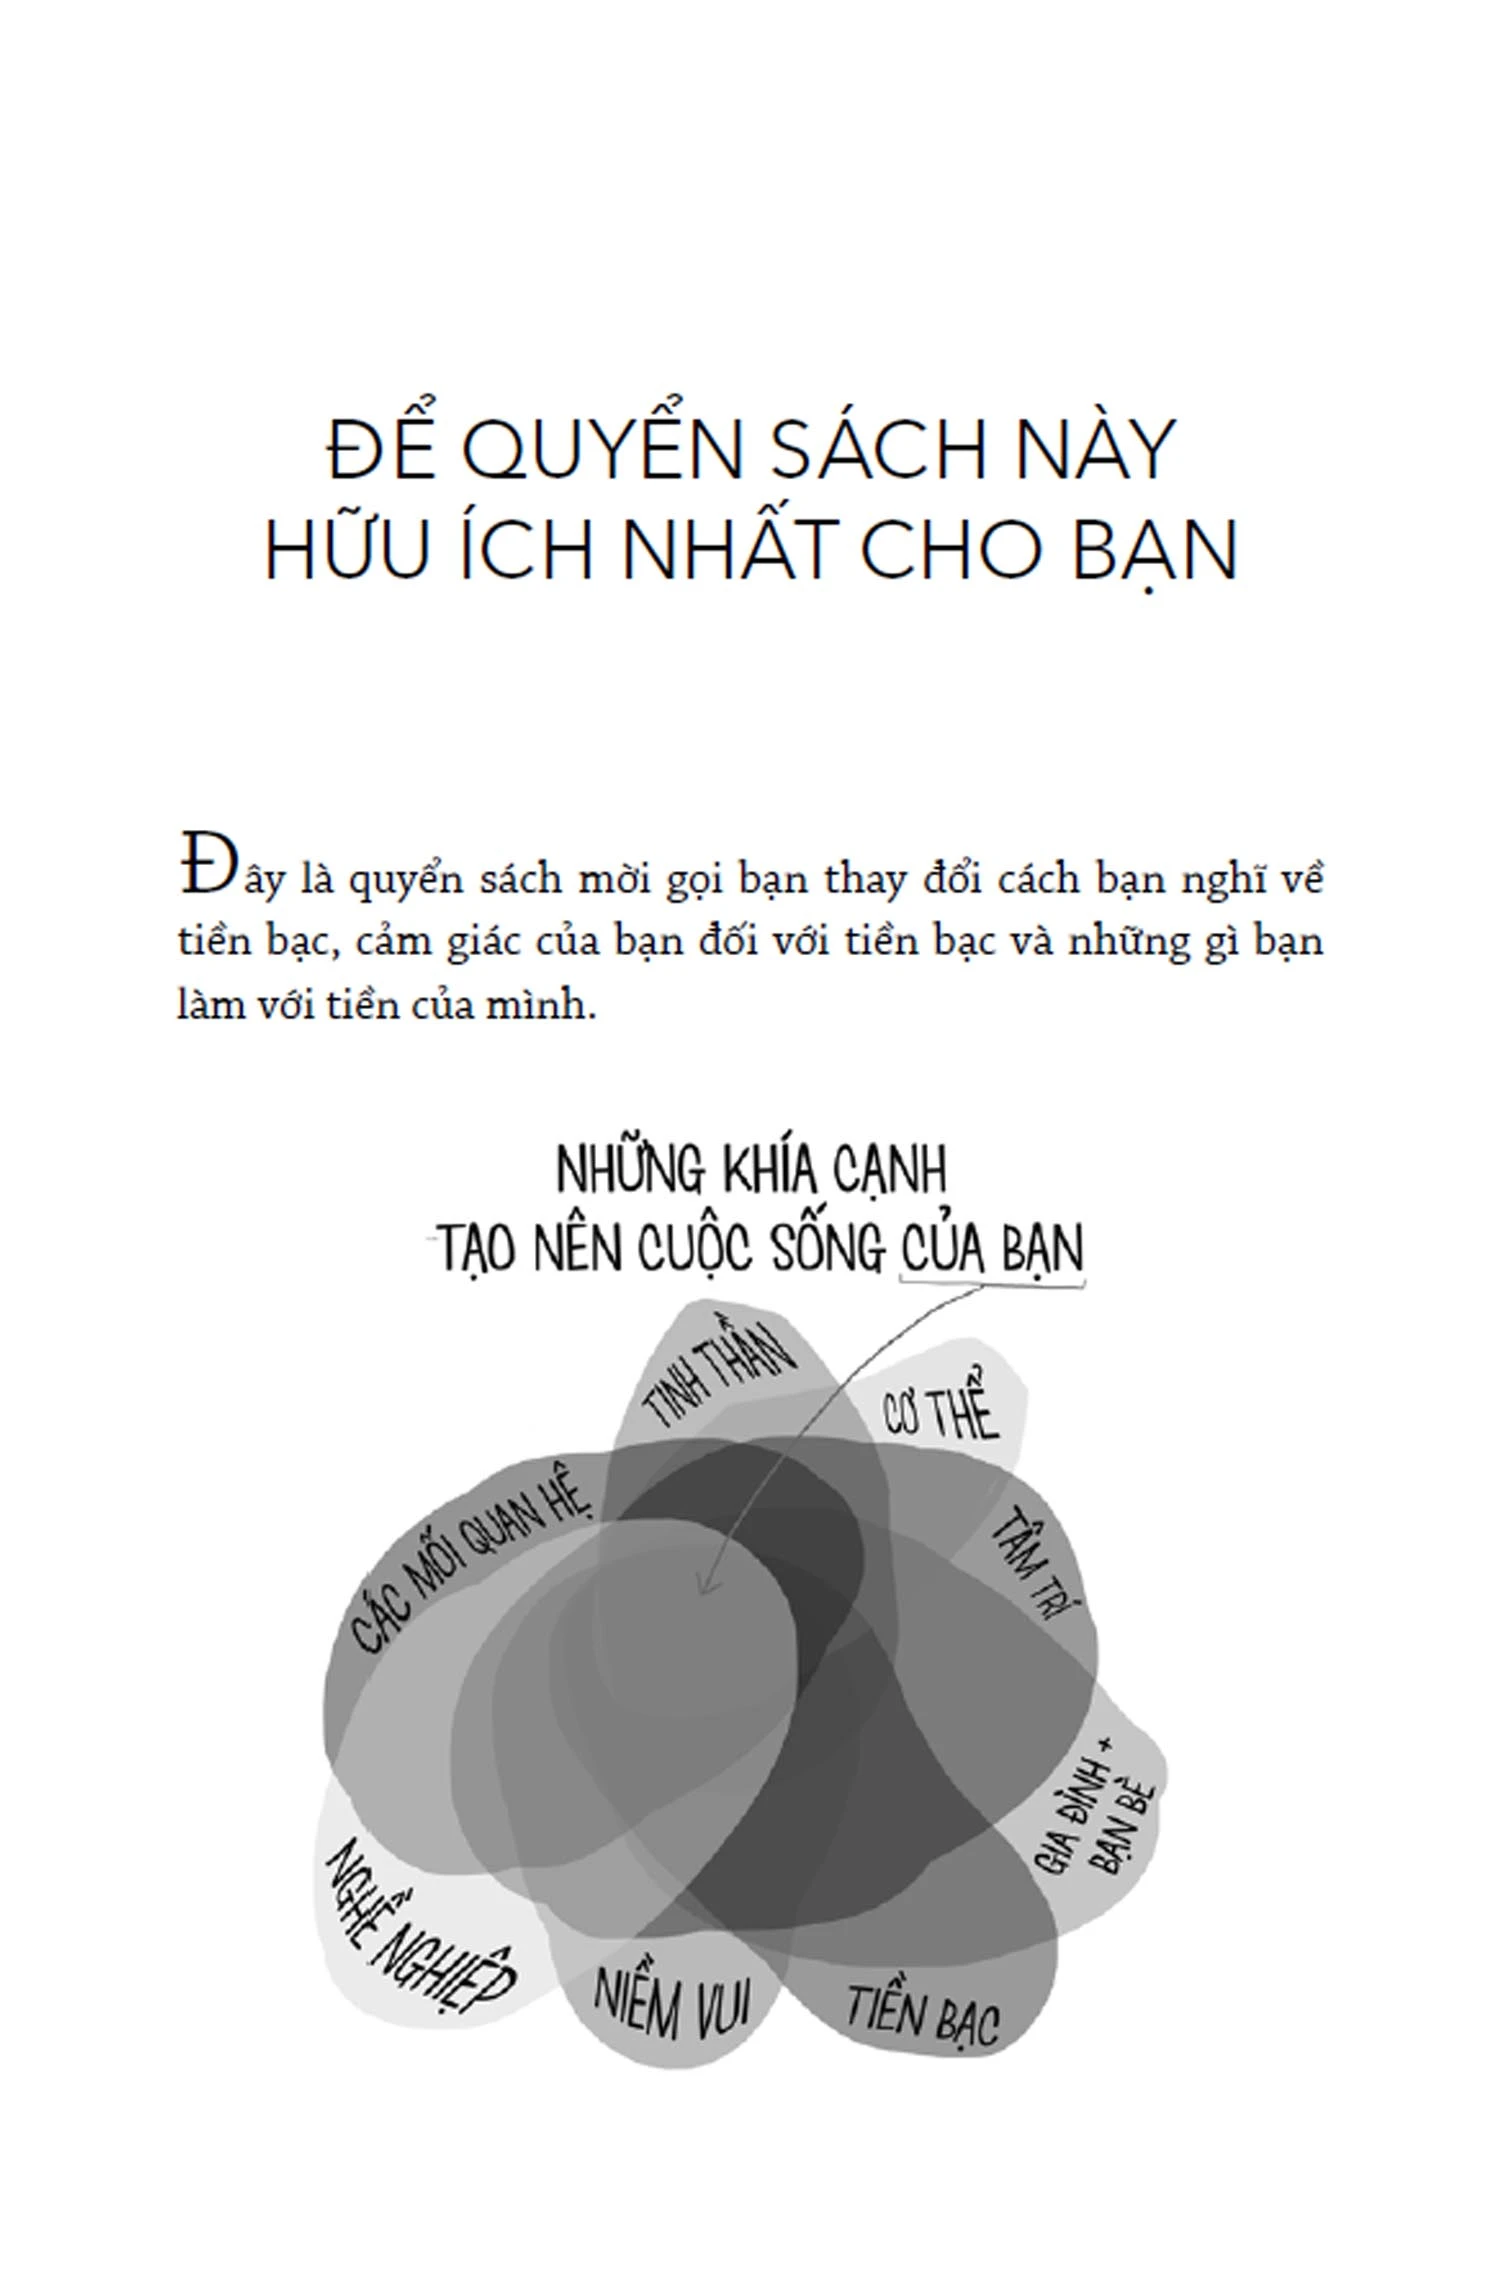 ĐỂ QUYỂN SÁCH NÀY
HỮU ÍCH NHẤT CHO BẠN
Đây là quyển sách mời gọi bạn thay đổi cách bạn nghĩ về
tiền bạc, cảm giác của bạn đối với tiền bạc và những gì bạn
làm với tiền của mình.
NHỮNG KHÍA CẠNH
TẠO NÊN CUỘC SỐNG CỦA BẠN
TINH THẦN
CƠ THỂ
CÁC MỐI QUAN HỆ
TÂM TRÍ
GIA ĐÌNH +
BẠN BÈ
NGHỀ NGHIỆP
NIỀM VUI
TIỀN BẠC